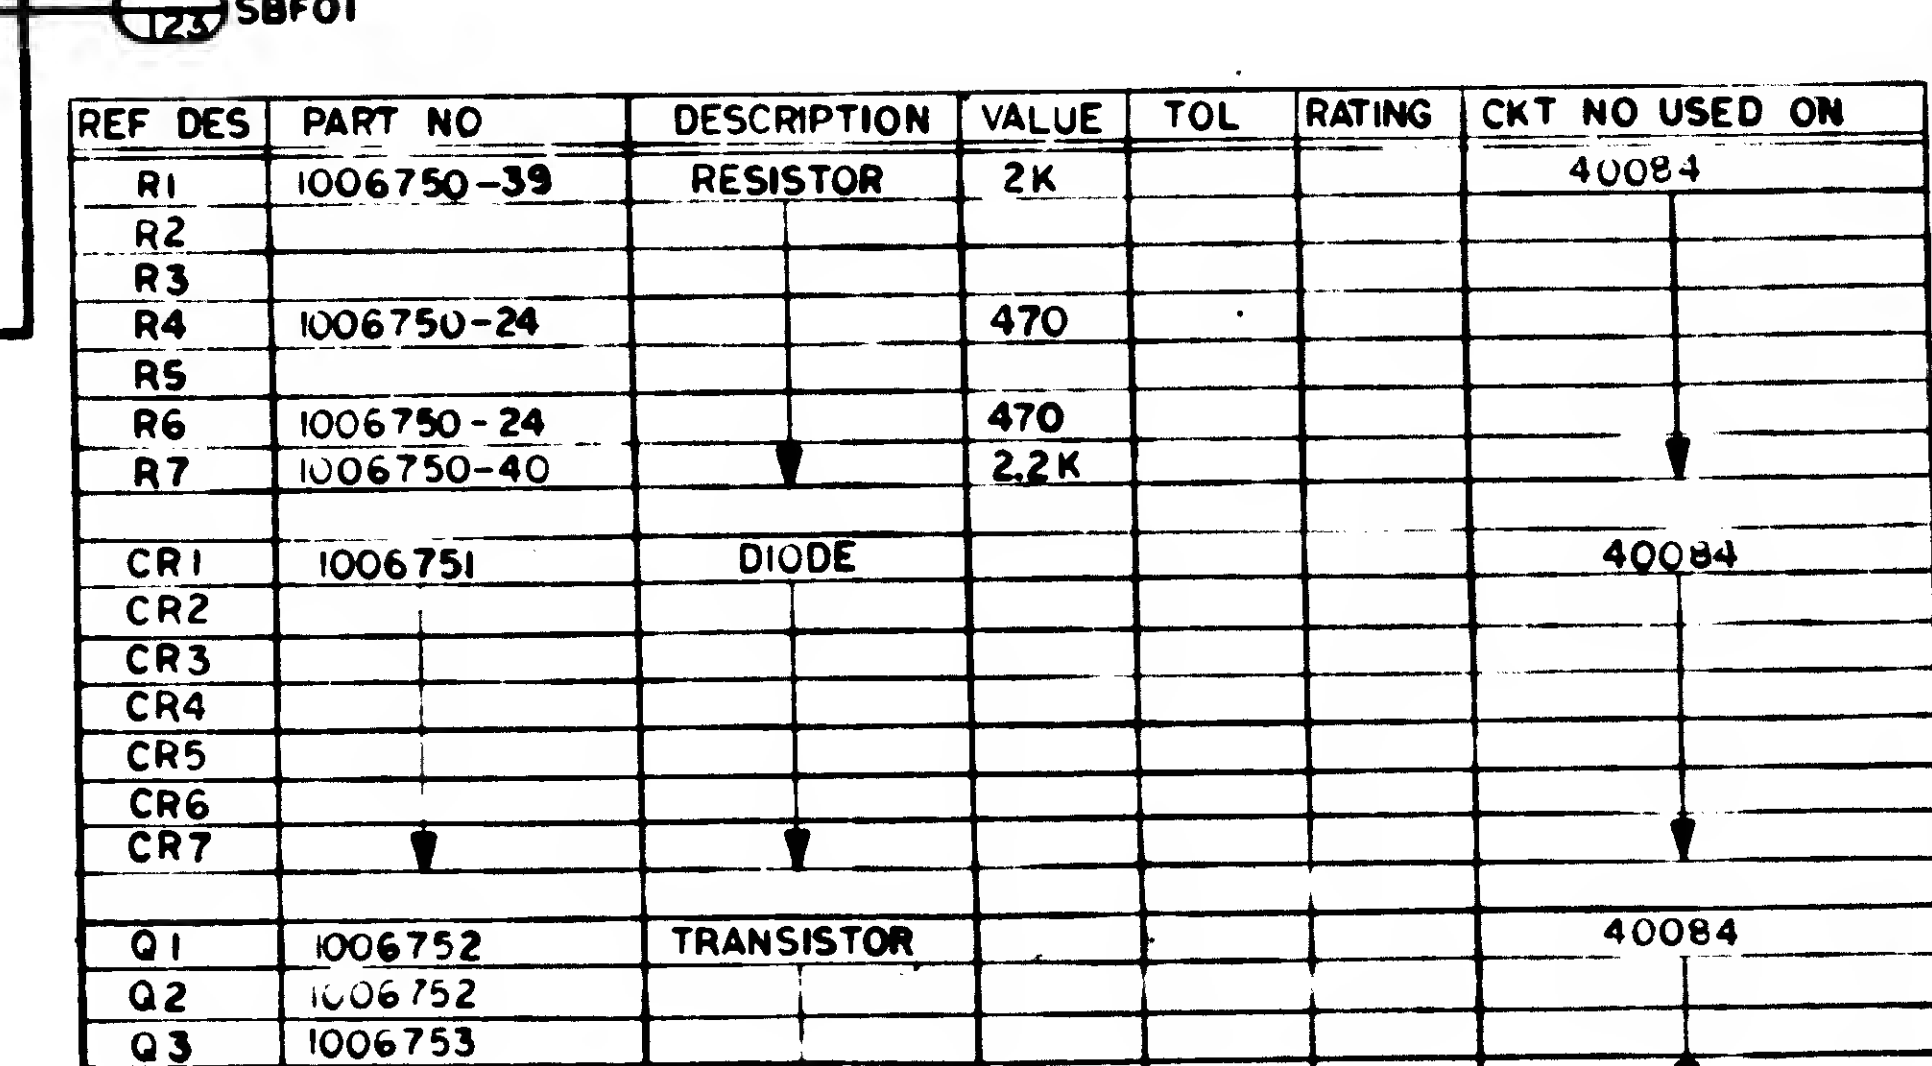 123 SBF01
REF DES PART NO DESCRIPTION VALUE TOL RATING CKT NO USED ON
R1 1006750-39 RESISTOR 2K 40084
R2
R3
R4 1006750-24 470
R5
R6 1006750-24 470
R7 1006750-40 2.2K
CR1 1006751 DIODE 40084
CR2
CR3
CR4
CR5
CR6
CR7
Q1 1006752 TRANSISTOR 40084
Q2 1006752
Q3 1006753